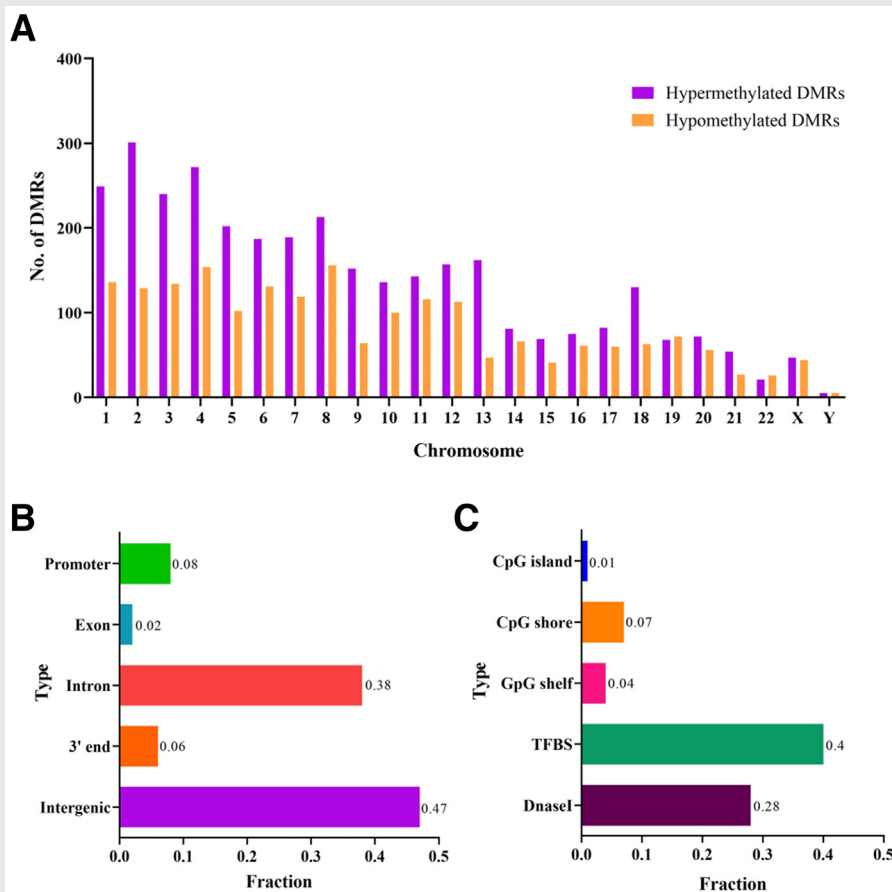 A
400
300
200
100
0
No. of DMRs
Hypermethylated DMRs
Hypomethylated DMRs
1 2 3 4 5 6 7 8 9 10 11 12 13 14 15 16 17 18 19 20 21 22 X Y
Chromosome
B
Type
Promoter 0.08
Exon 0.02
Intron 0.38
3' end 0.06
Intergenic 0.47
0.0 0.1 0.2 0.3 0.4 0.5
Fraction
C
Type
CpG island 0.01
CpG shore 0.07
GpG shelf 0.04
TFBS 0.4
DnaseI 0.28
0.0 0.1 0.2 0.3 0.4 0.5
Fraction